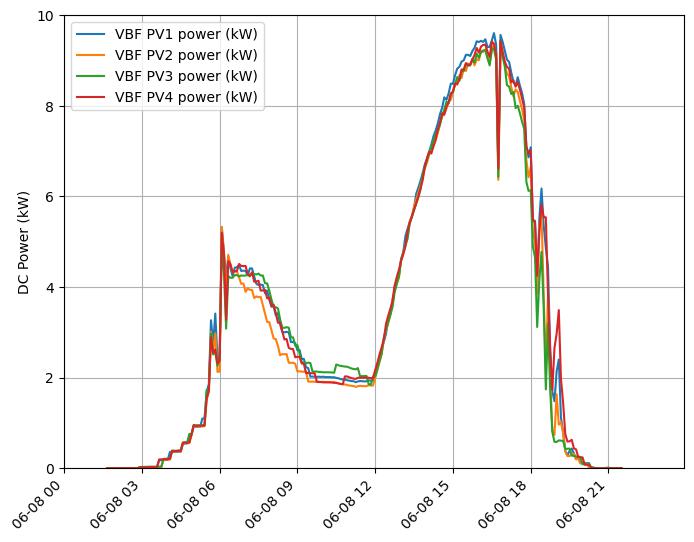 VBF PV1 power (kW)
VBF PV2 power (kW)
VBF PV3 power (kW)
VBF PV4 power (kW)
DC Power (kW)
10
8
6
4
2
0
06-08 00
06-08 03
06-08 06
06-08 09
06-08 12
06-08 15
06-08 18
06-08 21